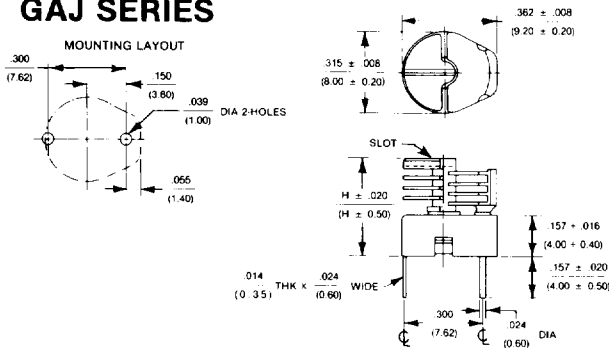 GAJ SERIES
MOUNTING LAYOUT
.300
(7.62)
.150
(3.60)
.039
(1.00)
DIA 2-HOLES
.055
(1.40)
.362 ± .008
(9.20 ± 0.20)
.315 ± .008
(8.00 ± 0.20)
SLOT
H ± .020
(H ± 0.50)
.157 + .016
(4.00 + 0.40)
.157 ± .020
(4.00 ± 0.50)
.014
(0.35)
THK ×
.024
(0.60)
WIDE
.300
(7.62)
.024
(0.60)
DIA
℄
℄